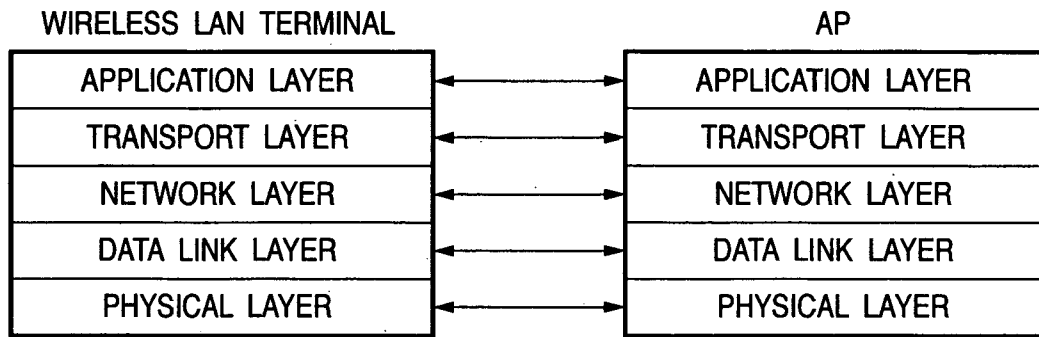 WIRELESS LAN TERMINAL
AP
APPLICATION LAYER
APPLICATION LAYER
TRANSPORT LAYER
TRANSPORT LAYER
NETWORK LAYER
NETWORK LAYER
DATA LINK LAYER
DATA LINK LAYER
PHYSICAL LAYER
PHYSICAL LAYER